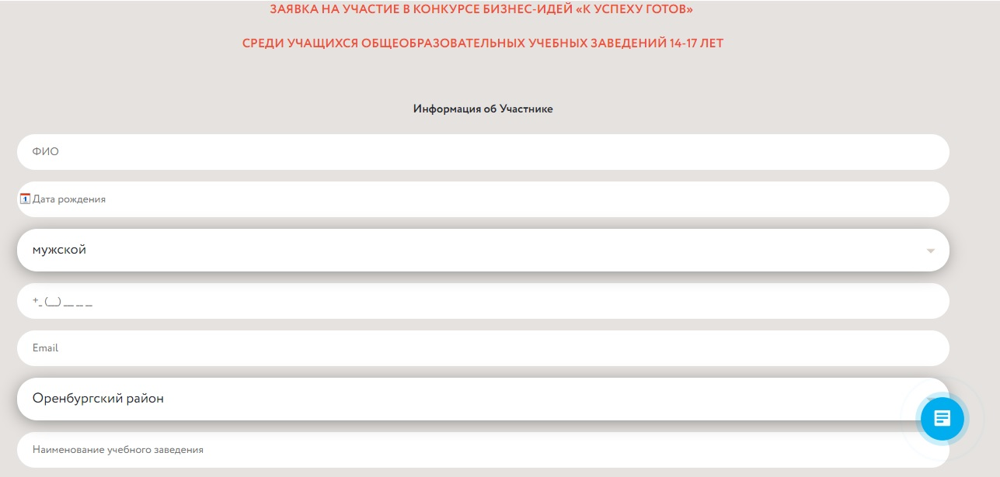 ЗАЯВКА НА УЧАСТИЕ В КОНКУРСЕ БИЗНЕС-ИДЕЙ «К УСПЕХУ ГОТОВ»
СРЕДИ УЧАЩИХСЯ ОБЩЕОБРАЗОВАТЕЛЬНЫХ УЧЕБНЫХ ЗАВЕДЕНИЙ 14-17 ЛЕТ
Информация об Участнике
ФИО
Дата рождения
мужской
+_ (__) __ _ _
Email
Оренбургский район
Наименование учебного заведения